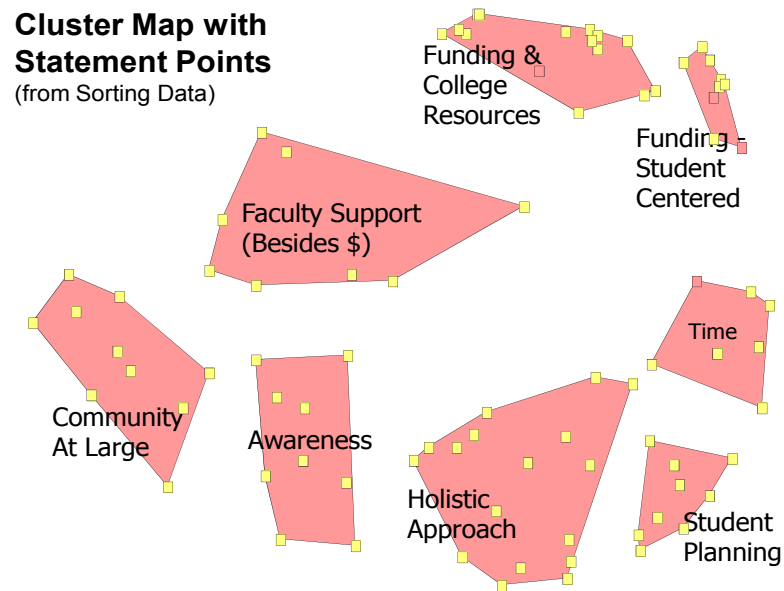 Cluster Map with
Statement Points
(from Sorting Data)
Funding &
College
Resources
Funding -
Student
Centered
Faculty Support
(Besides $)
Time
Community
At Large
Awareness
Holistic
Approach
Student
Planning